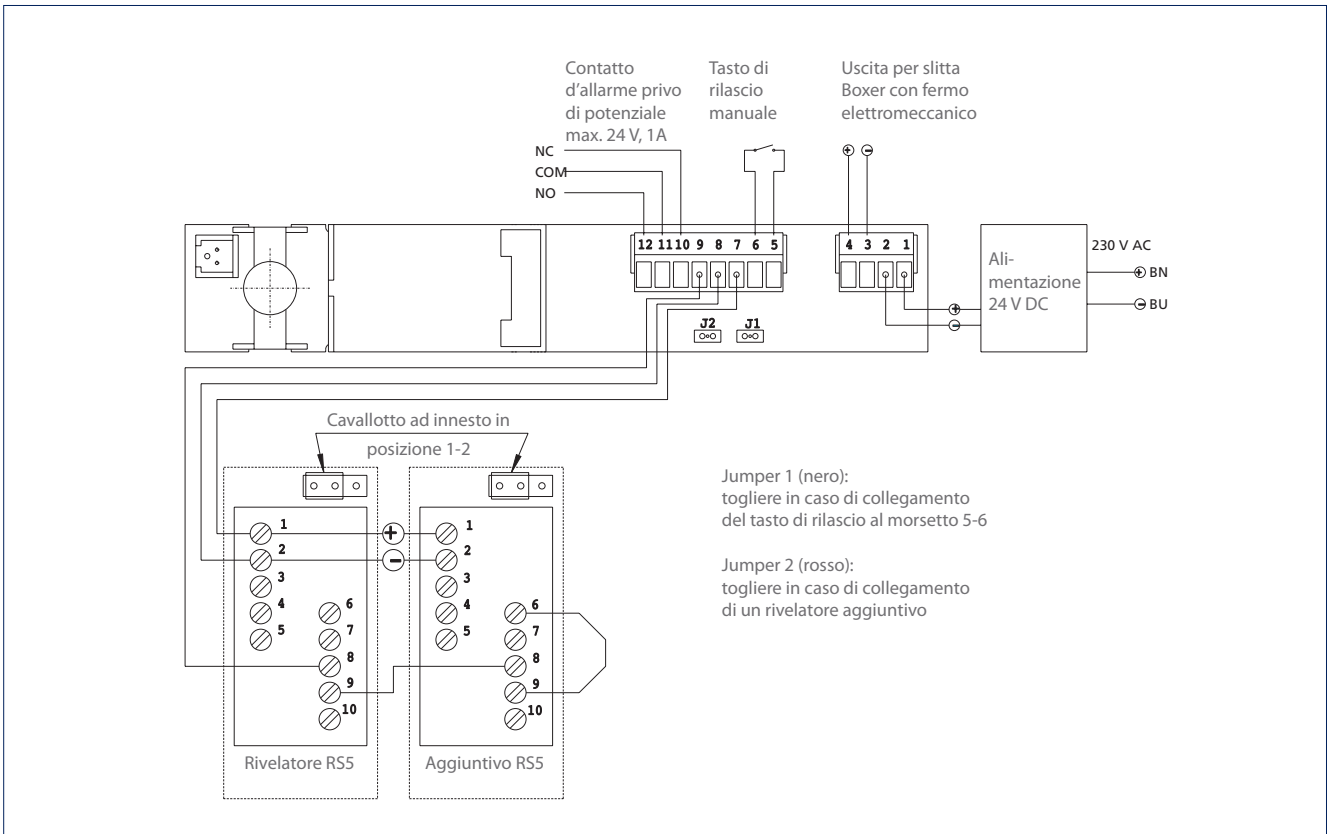 Contatto
d'allarme privo
di potenziale
max. 24 V, 1A
Tasto di
rilascio
manuale
Uscita per slitta
Boxer con fermo
elettromeccanico
NC
COM
NO
+ −
12 11 10 9 8 7 6 5
4 3 2 1
230 V AC
Ali-
mentazione
24 V DC
+ BN
− BU
+
−
J2 J1
Cavallotto ad innesto in
posizione 1-2
1
2
3
4
5
6
7
8
9
10
+
−
1
2
3
4
5
6
7
8
9
10
Rivelatore RS5
Aggiuntivo RS5
Jumper 1 (nero):
togliere in caso di collegamento
del tasto di rilascio al morsetto 5-6
Jumper 2 (rosso):
togliere in caso di collegamento
di un rivelatore aggiuntivo